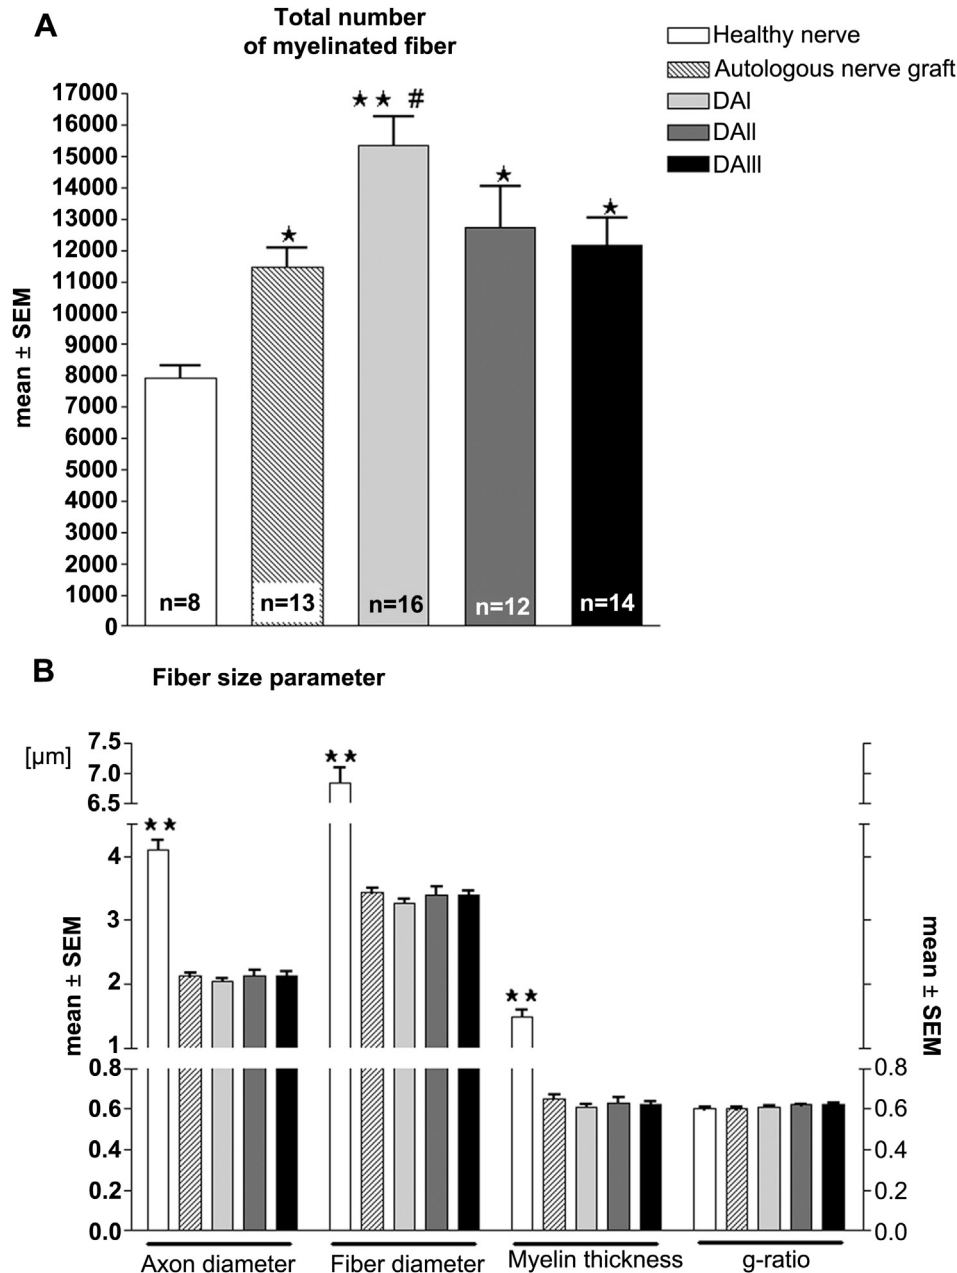 A
Total number
of myelinated fiber
Healthy nerve
Autologous nerve graft
DAI
DAII
DAIII
17000
16000
15000
14000
13000
12000
11000
10000
9000
8000
7000
6000
5000
4000
3000
2000
1000
0
mean ± SEM
★★ #
★
★
★
n=8
n=13
n=16
n=12
n=14
B
Fiber size parameter
[µm]
7.5
7.0
6.5
4
3
2
1
0.8
0.6
0.4
0.2
0.0
mean ± SEM
★★
★★
★★
mean ± SEM
0.8
0.6
0.4
0.2
0.0
Axon diameter
Fiber diameter
Myelin thickness
g-ratio